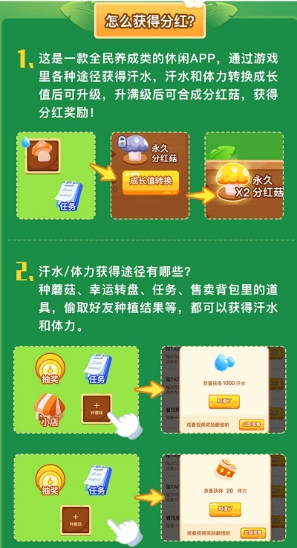 怎么获得分红?
1、这是一款全民养成类的休闲APP，通过游戏
里各种途径获得汗水，汗水和体力转换成长
值后可升级，升满级后可合成分红菇，获得
分红奖励！
任务
永久
分红菇
成长值转换
永久
X2 分红菇
2、汗水/体力获得途径有哪些?
种蘑菇、幸运转盘、任务、售卖背包里的道
具，偷取好友种植结果等，都可以获得汗水
和体力。
抽奖
任务
小店
种蘑菇
恭喜获得 1000 汗水
知道了
观看视频奖励翻倍哟
抽奖
任务
种蘑菇
恭喜获得 20 体力
知道了
观看视频奖励翻倍哟